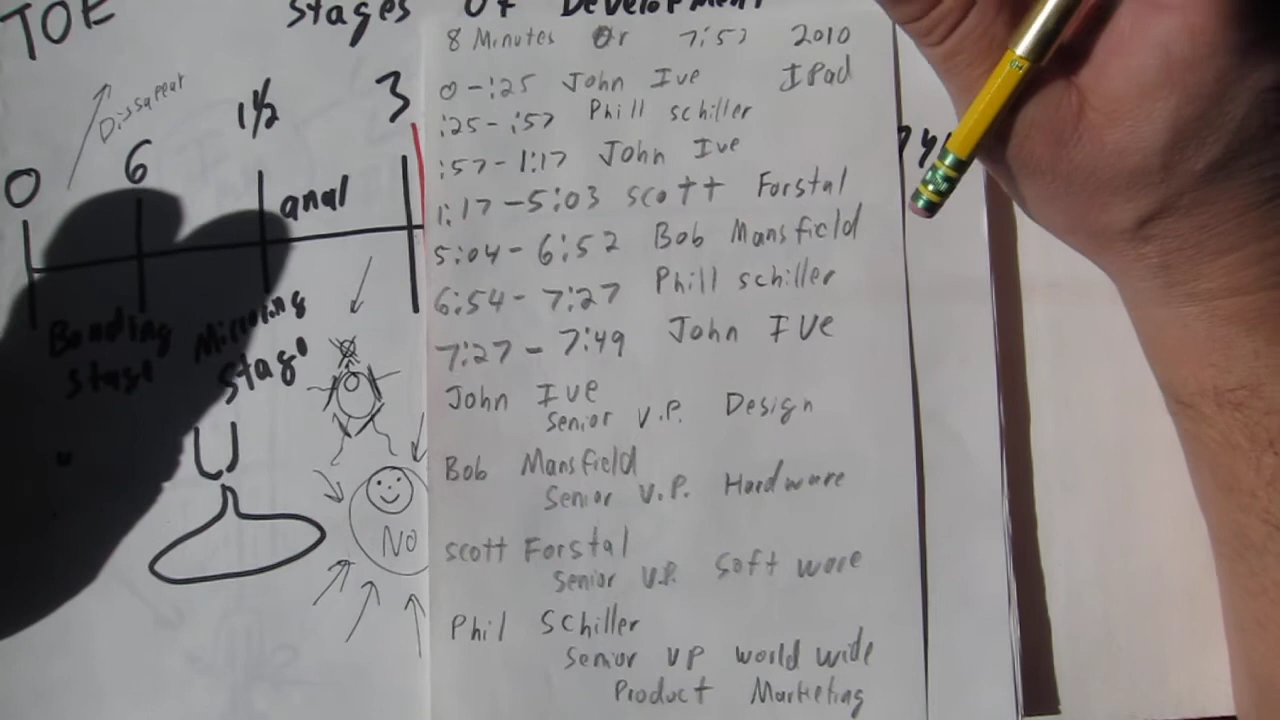 TOE
Stages Of Development
Dissapear
0
6
1 1/2
3
anal
Bonding
Stage
Mirroring
Stage
NO
8 Minutes Or 7:52 2010
0-:25 John Ive IPad
:25-:57 Phill schiller
:57-1:17 John Ive
1:17-5:03 scott Forstal
5:04-6:52 Bob Mansfield
6:54-7:27 Phill schiller
7:27-7:49 John IVe
John Ive
Senior V.P. Design
Bob Mansfield
Senior V.P. Hardware
scott Forstal
Senior V.P. Soft ware
Phil Schiller
Senior VP world wide
Product Marketing